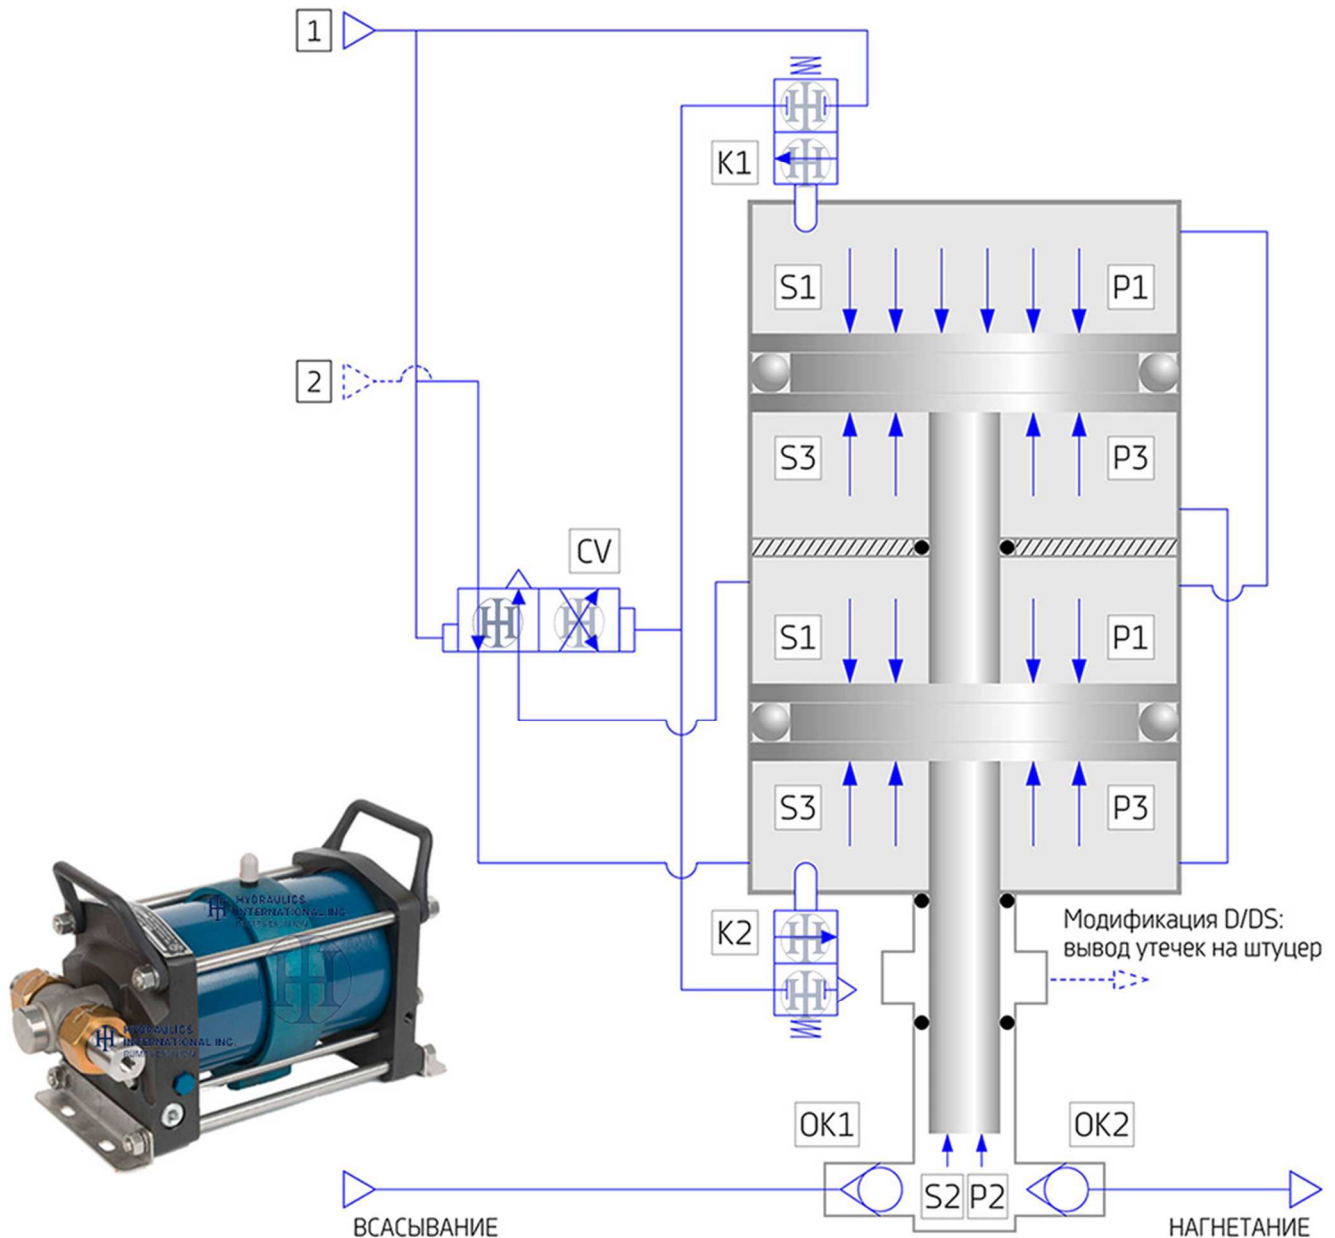 1
K1
S1 P1
2
S3 P3
CV
S1 P1
S3 P3
K2
Модификация D/DS:
вывод утечек на штуцер
HYDRAULICS
INTERNATIONAL INC.
HYDRAULICS
INTERNATIONAL INC.
OK1
OK2
S2 P2
ВСАСЫВАНИЕ
НАГНЕТАНИЕ